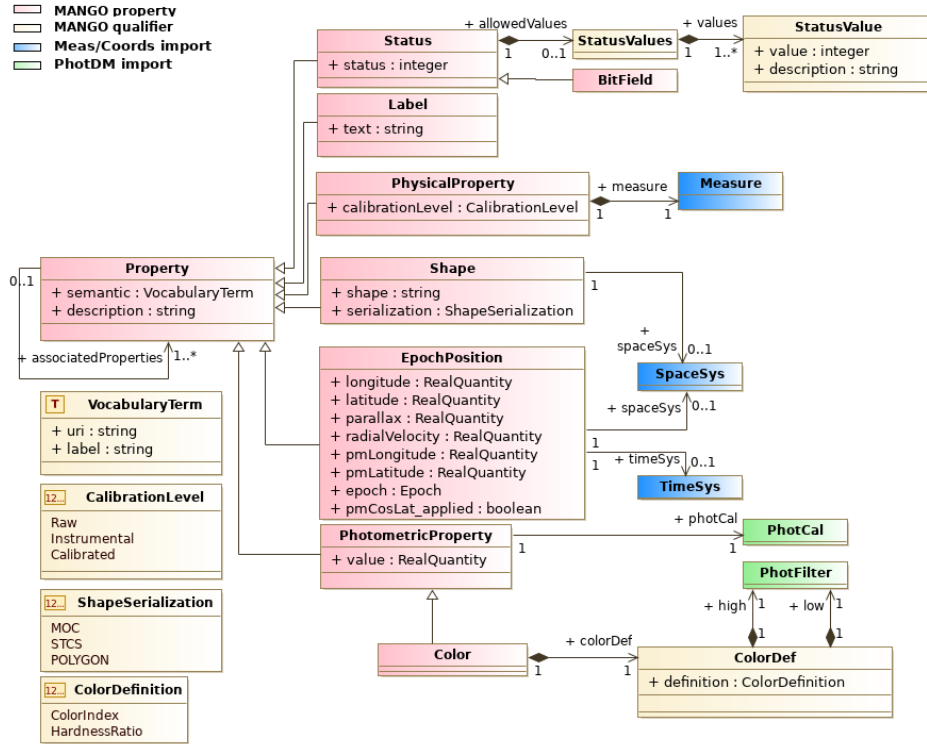 MANGO property
MANGO qualifier
Meas/Coords import
PhotDM import
Status
+ status : integer
+ allowedValues
1
0..1
StatusValues
+ values
1
1..*
StatusValue
+ value : integer
+ description : string
BitField
Label
+ text : string
PhysicalProperty
+ calibrationLevel : CalibrationLevel
+ measure
1
1
Measure
Property
+ semantic : VocabularyTerm
+ description : string
0..1
+ associatedProperties
1..*
Shape
+ shape : string
+ serialization : ShapeSerialization
1
+
spaceSys
0..1
SpaceSys
EpochPosition
+ longitude : RealQuantity
+ latitude : RealQuantity
+ parallax : RealQuantity
+ radialVelocity : RealQuantity
+ pmLongitude : RealQuantity
+ pmLatitude : RealQuantity
+ epoch : Epoch
+ pmCosLat_applied : boolean
+ spaceSys
0..1
1
1
+ timeSys
0..1
TimeSys
T
VocabularyTerm
+ uri : string
+ label : string
12...
CalibrationLevel
Raw
Instrumental
Calibrated
PhotometricProperty
+ value : RealQuantity
1
+ photCal
1
PhotCal
PhotFilter
+ high
1
+ low
1
1
1
12...
ShapeSerialization
MOC
STCS
POLYGON
Color
+ colorDef
1
1
ColorDef
+ definition : ColorDefinition
12...
ColorDefinition
ColorIndex
HardnessRatio